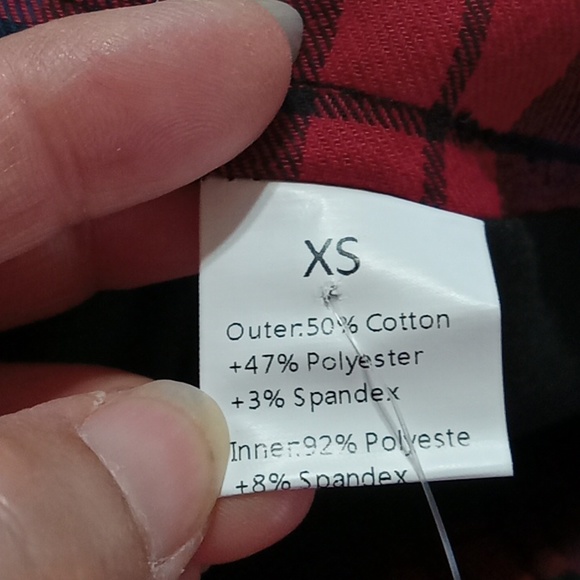 XS
Outer:50% Cotton
+47% Polyester
+3% Spandex
Inner:92% Polyeste
+8% Spandex